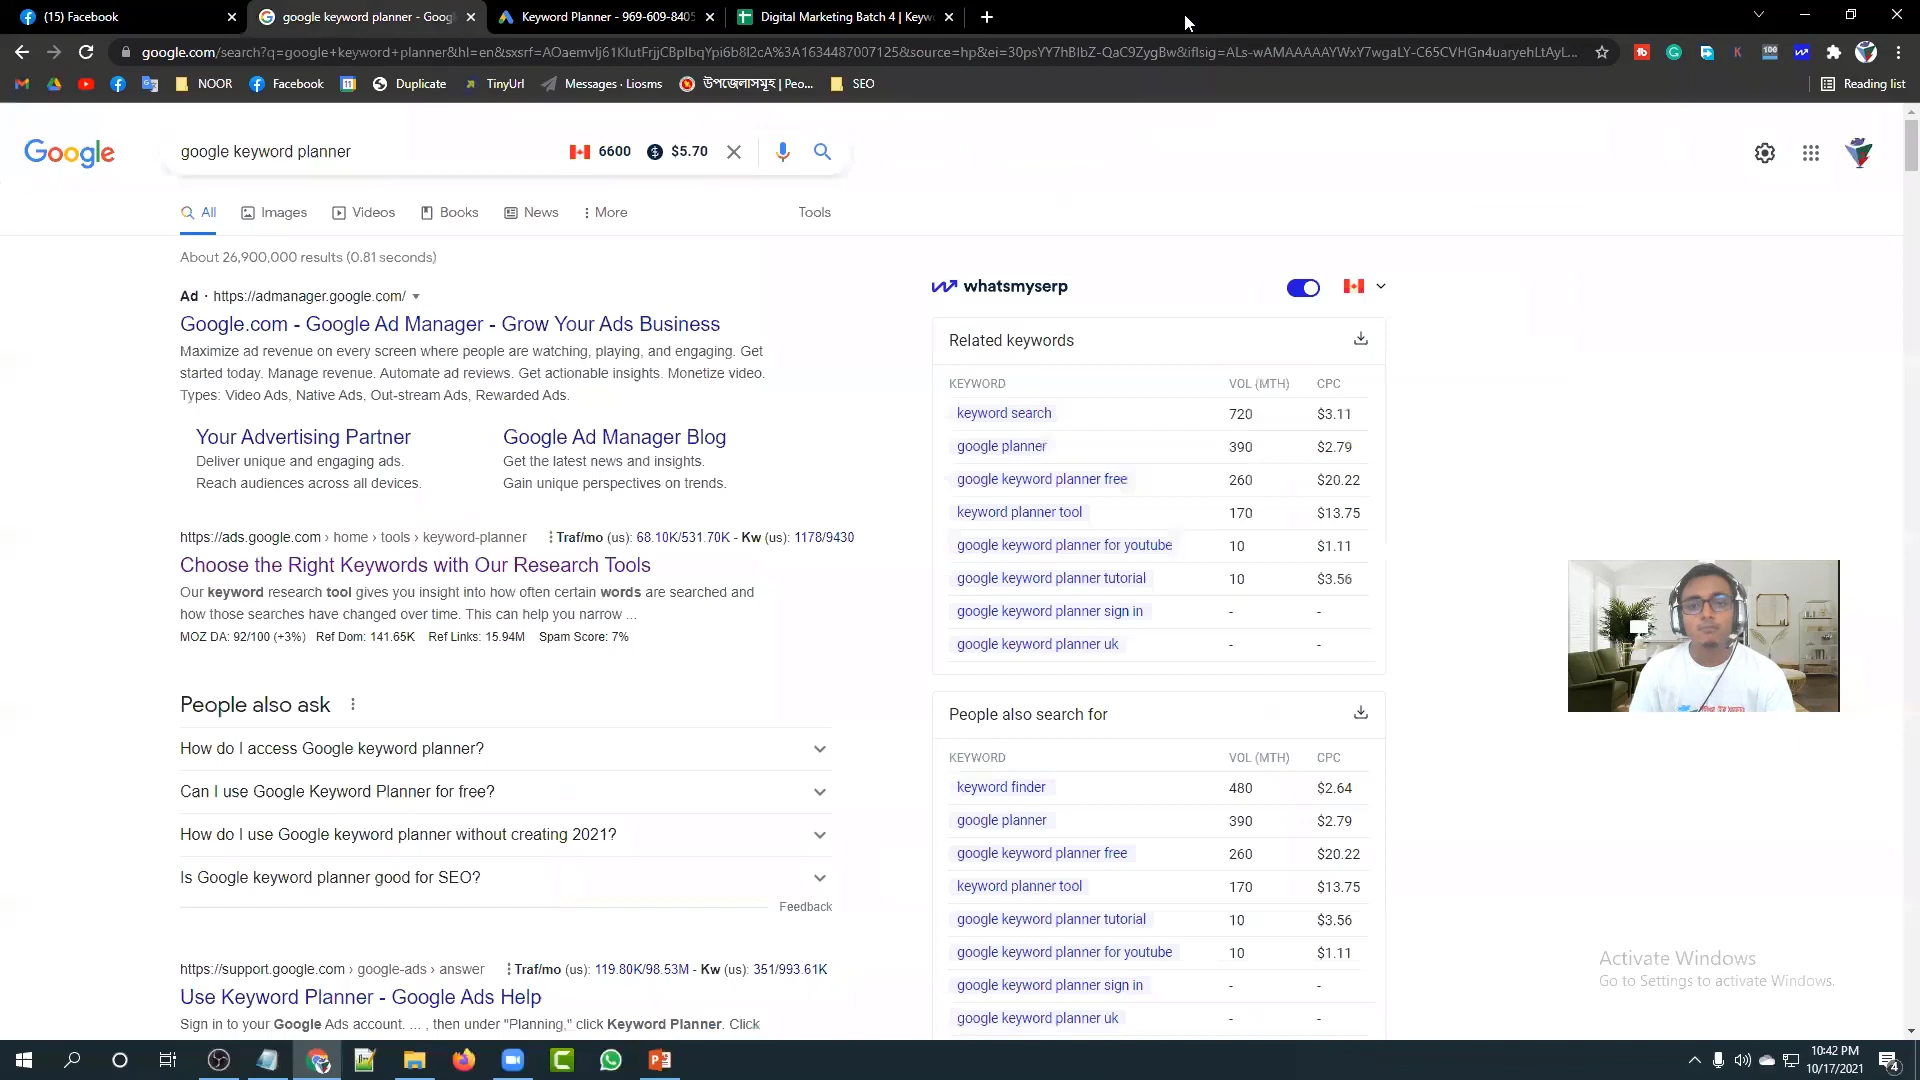 (15) Facebook
google keyword planner - Goog
Keyword Planner - 969-609-8405
Digital Marketing Batch 4 | Keyw
google.com/search?q=google+keyword+planner&hl=en&sxsrf=AOaemvIj61KlutFrjjCBpIbqYpi6b8I2cA%3A1634487007125&source=hp&ei=30psYY7hBIbZ-QaC9ZygBw&iflsig=ALs-wAMAAAAAYWxY7wgaLY-C65CVHGn4uaryehLtAyL...
NOOR
Facebook
Duplicate
TinyUrl
Messages · Liosms
উপজেলাসমূহ | Peo...
SEO
Reading list
Google
google keyword planner
6600
$5.70
All
Images
Videos
Books
News
More
Tools
About 26,900,000 results (0.81 seconds)
Ad · https://admanager.google.com/
Google.com - Google Ad Manager - Grow Your Ads Business
Maximize ad revenue on every screen where people are watching, playing, and engaging. Get
started today. Manage revenue. Automate ad reviews. Get actionable insights. Monetize video.
Types: Video Ads, Native Ads, Out-stream Ads, Rewarded Ads.
Your Advertising Partner
Deliver unique and engaging ads.
Reach audiences across all devices.
Google Ad Manager Blog
Get the latest news and insights.
Gain unique perspectives on trends.
https://ads.google.com › home › tools › keyword-planner
Traf/mo (us): 68.10K/531.70K - Kw (us): 1178/9430
Choose the Right Keywords with Our Research Tools
Our keyword research tool gives you insight into how often certain words are searched and
how those searches have changed over time. This can help you narrow ...
MOZ DA: 92/100 (+3%) Ref Dom: 141.65K Ref Links: 15.94M Spam Score: 7%
People also ask
How do I access Google keyword planner?
Can I use Google Keyword Planner for free?
How do I use Google keyword planner without creating 2021?
Is Google keyword planner good for SEO?
Feedback
https://support.google.com › google-ads › answer
Traf/mo (us): 119.80K/98.53M - Kw (us): 351/993.61K
Use Keyword Planner - Google Ads Help
Sign in to your Google Ads account. ... , then under "Planning," click Keyword Planner. Click
whatsmyserp
Related keywords
KEYWORD VOL (MTH) CPC
keyword search 720 $3.11
google planner 390 $2.79
google keyword planner free 260 $20.22
keyword planner tool 170 $13.75
google keyword planner for youtube 10 $1.11
google keyword planner tutorial 10 $3.56
google keyword planner sign in - -
google keyword planner uk - -
People also search for
KEYWORD VOL (MTH) CPC
keyword finder 480 $2.64
google planner 390 $2.79
google keyword planner free 260 $20.22
keyword planner tool 170 $13.75
google keyword planner tutorial 10 $3.56
google keyword planner for youtube 10 $1.11
google keyword planner sign in - -
google keyword planner uk - -
Activate Windows
Go to Settings to activate Windows.
10:42 PM
10/17/2021
4